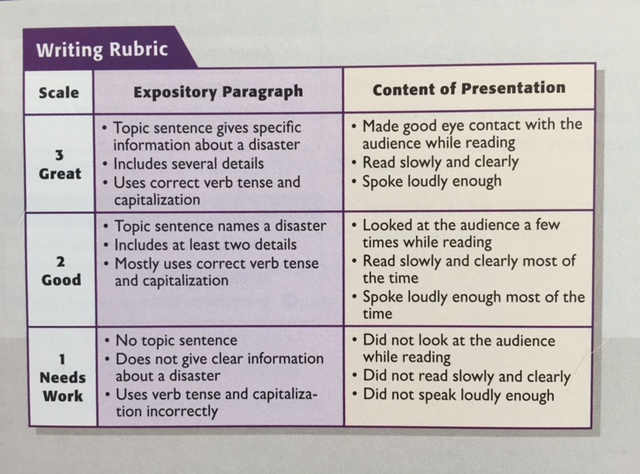 Writing Rubric
Scale
Expository Paragraph
Content of Presentation
3
Great
• Topic sentence gives specific
information about a disaster
• Includes several details
• Uses correct verb tense and
capitalization
• Made good eye contact with the
audience while reading
• Read slowly and clearly
• Spoke loudly enough
2
Good
• Topic sentence names a disaster
• Includes at least two details
• Mostly uses correct verb tense
and capitalization
• Looked at the audience a few
times while reading
• Read slowly and clearly most of
the time
• Spoke loudly enough most of the
time
1
Needs
Work
• No topic sentence
• Does not give clear information
about a disaster
• Uses verb tense and capitaliza-
tion incorrectly
• Did not look at the audience
while reading
• Did not read slowly and clearly
• Did not speak loudly enough